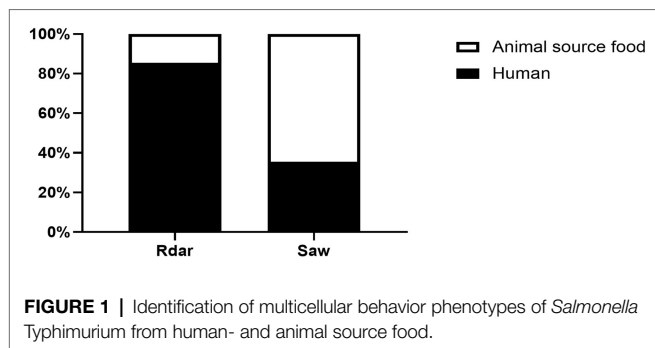 100%
80%
60%
40%
20%
0%
Rdar
Saw
Animal source food
Human
FIGURE 1 | Identification of multicellular behavior phenotypes of Salmonella
Typhimurium from human- and animal source food.